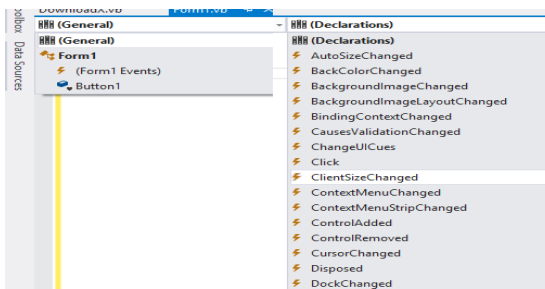 DownloadX.vb Form1.vb
(General)
(Declarations)
(General)
Form1
(Form1 Events)
Button1
(Declarations)
AutoSizeChanged
BackColorChanged
BackgroundImageChanged
BackgroundImageLayoutChanged
BindingContextChanged
CausesValidationChanged
ChangeUICues
Click
ClientSizeChanged
ContextMenuChanged
ContextMenuStripChanged
ControlAdded
ControlRemoved
CursorChanged
Disposed
DockChanged
Data Sources